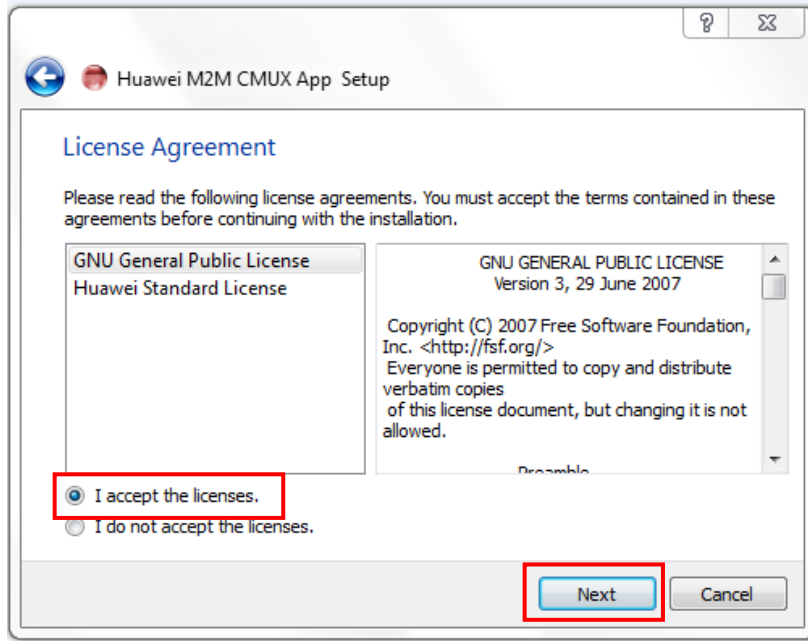 Huawei M2M CMUX App Setup
License Agreement
Please read the following license agreements. You must accept the terms contained in these
agreements before continuing with the installation.
GNU General Public License
Huawei Standard License
GNU GENERAL PUBLIC LICENSE
Version 3, 29 June 2007
Copyright (C) 2007 Free Software Foundation,
Inc. <http://fsf.org/>
Everyone is permitted to copy and distribute
verbatim copies
of this license document, but changing it is not
allowed.
Preamble
I accept the licenses.
I do not accept the licenses.
Next
Cancel